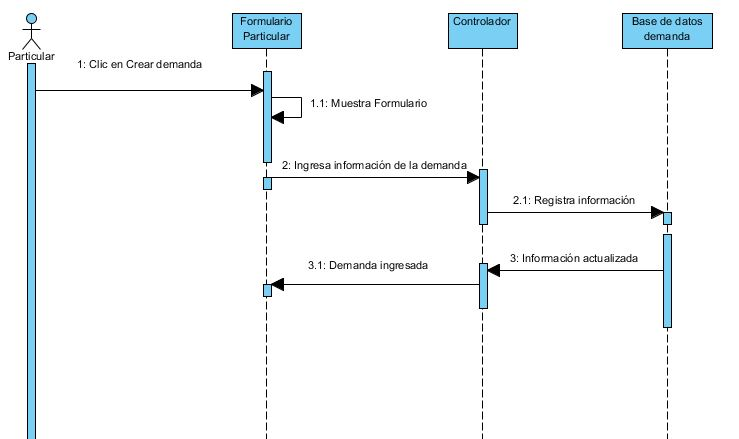 Formulario
Particular
Controlador
Base de datos
demanda
Particular
1: Clic en Crear demanda
1.1: Muestra Formulario
2: Ingresa información de la demanda
2.1: Registra información
3: Información actualizada
3.1: Demanda ingresada